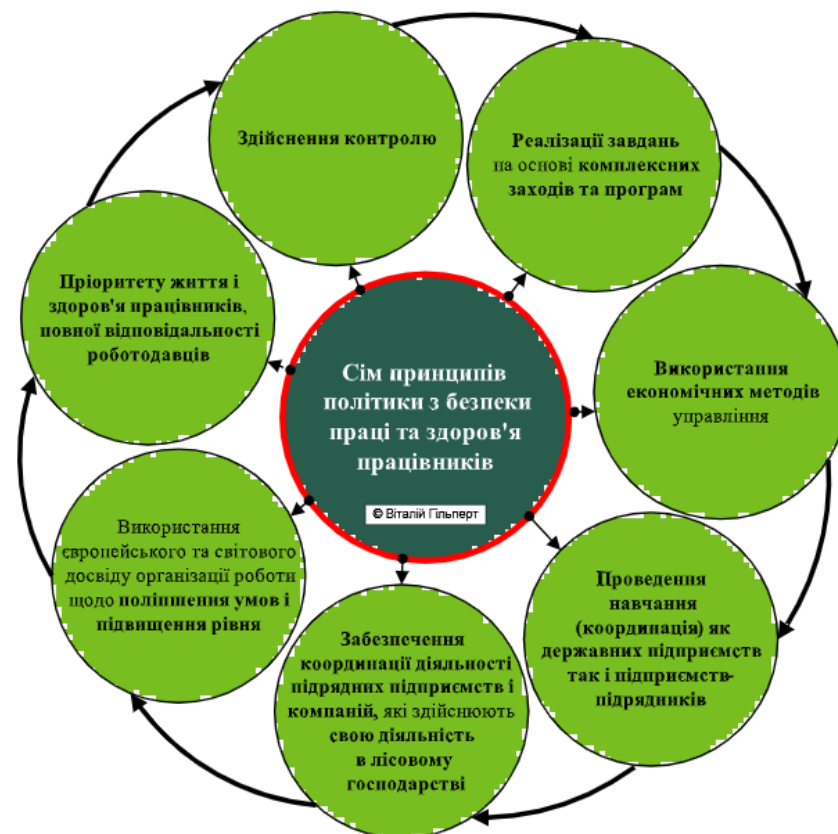 Сім принципів
політики з безпеки
праці та здоров'я
працівників
© Віталій Гільперт
Здійснення контролю
Реалізації завдань
на основі комплексних
заходів та програм
Використання
економічних методів
управління
Проведення
навчання
(координація) як
державних підприємств
так і підприємств-
підрядників
Забезпечення
координації діяльності
підрядних підприємств і
компаній, які здійснюють
свою діяльність
в лісовому
господарстві
Використання
європейського та світового
досвіду організації роботи
щодо поліпшення умов і
підвищення рівня
Пріоритету життя і
здоров'я працівників,
повної відповідальності
роботодавців